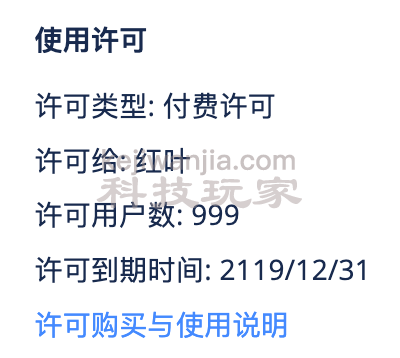 使用许可
许可类型: 付费许可
许可给: 红叶
kejiwanjia.com
科技玩家
许可用户数: 999
许可到期时间: 2119/12/31
许可购买与使用说明